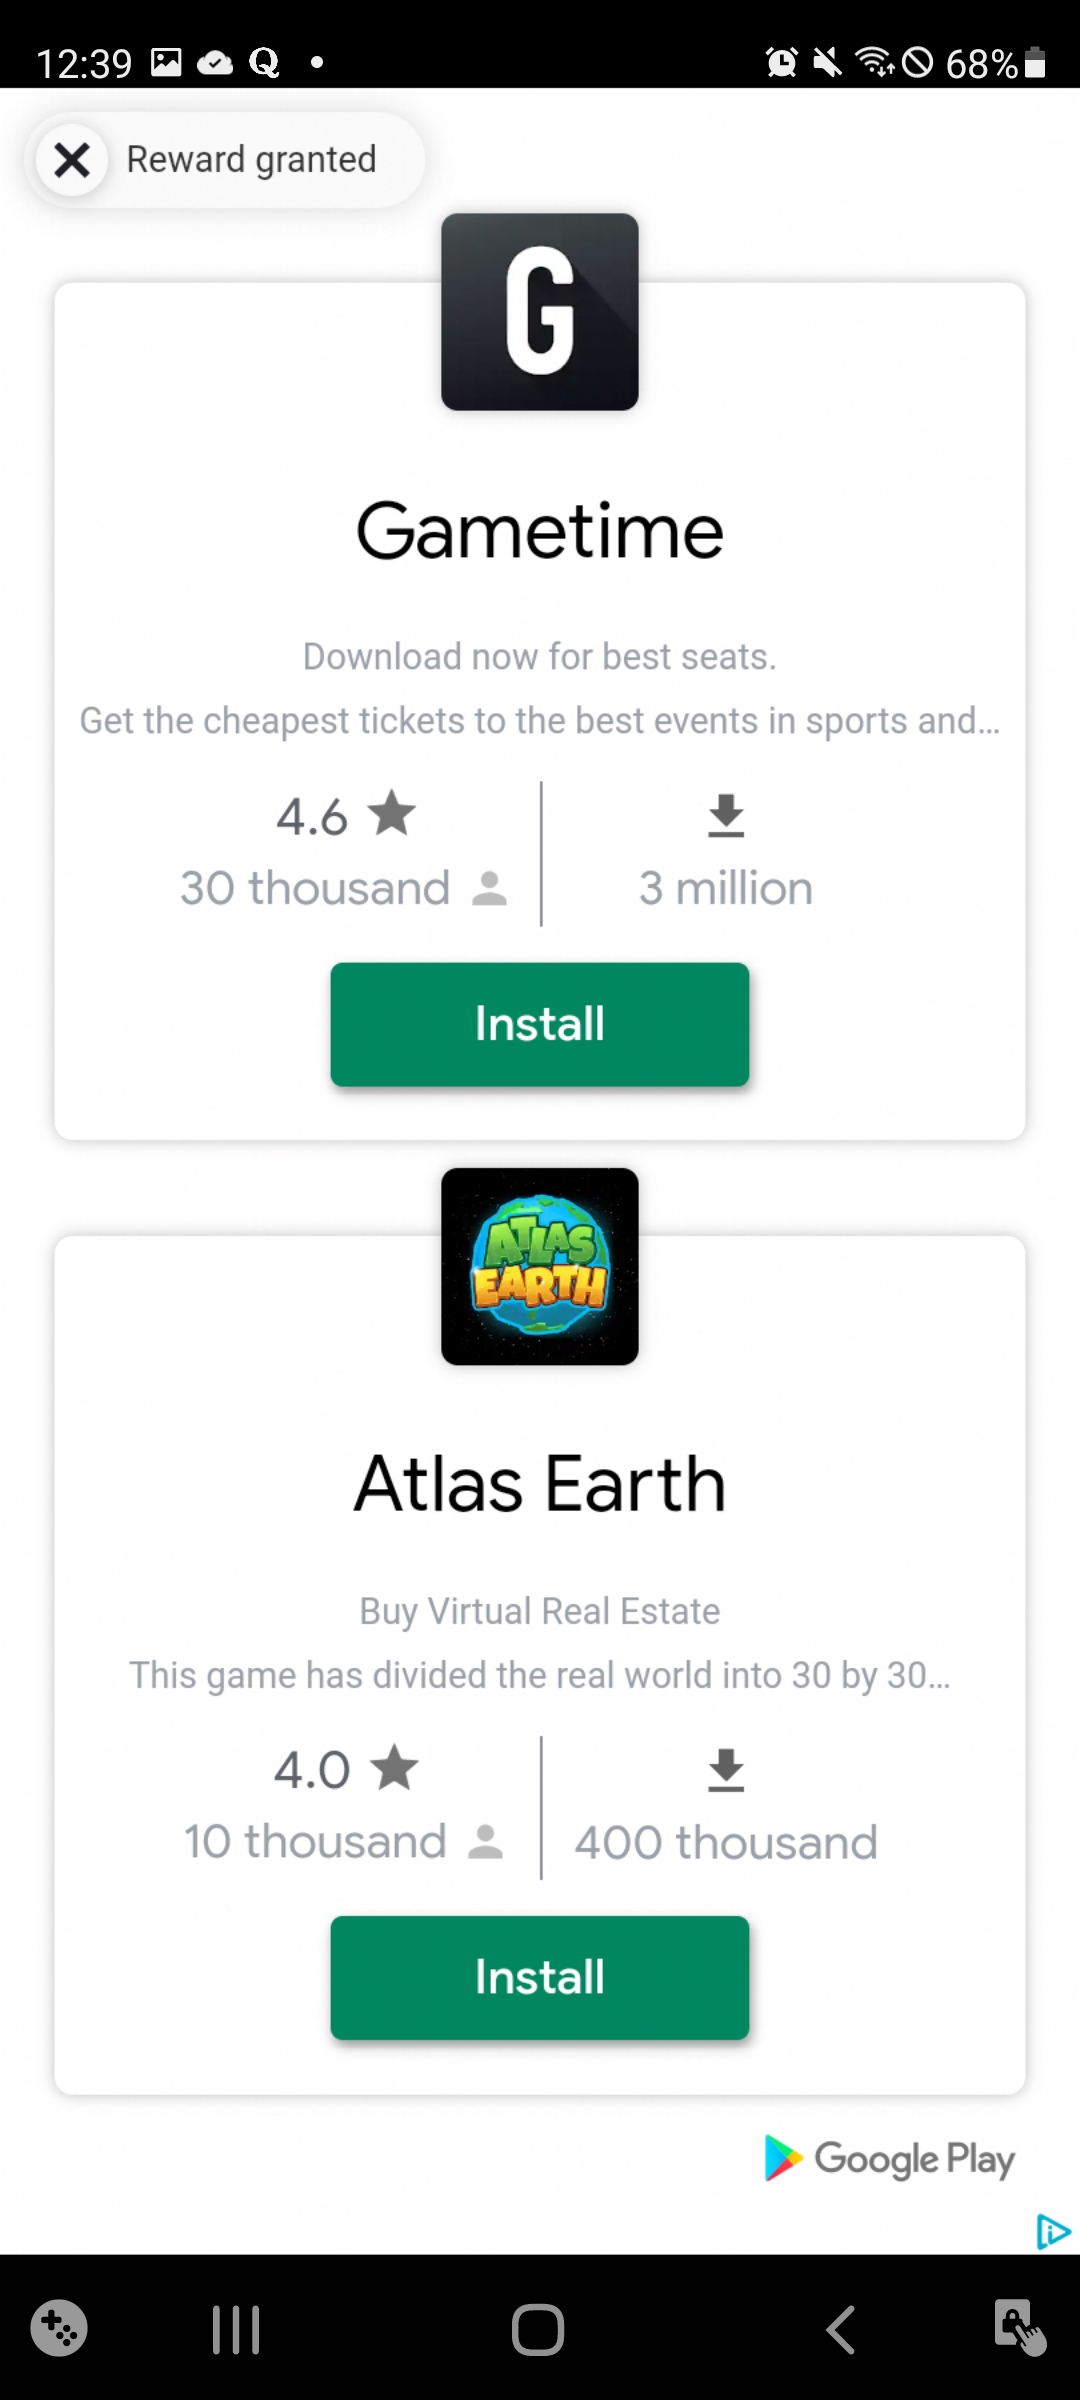 12:39 Q 68%
Reward granted
G
Gametime
Download now for best seats.
Get the cheapest tickets to the best events in sports and...
4.6
30 thousand 3 million
Install
ATLAS
EARTH
Atlas Earth
Buy Virtual Real Estate
This game has divided the real world into 30 by 30...
4.0
10 thousand 400 thousand
Install
Google Play